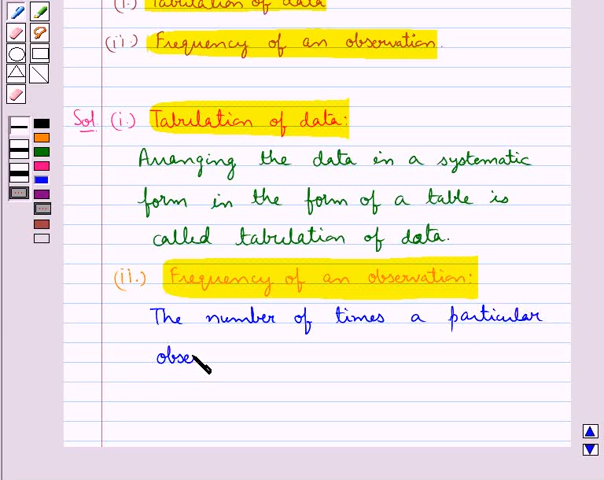 (i.) Tabulation of data
(ii) Frequency of an observation.
Sol. (i.) Tabulation of data:
Arranging the data in a systematic
form in the form of a table is
called tabulation of data.
(ii.) Frequency of an observation:
The number of times a particular
obse